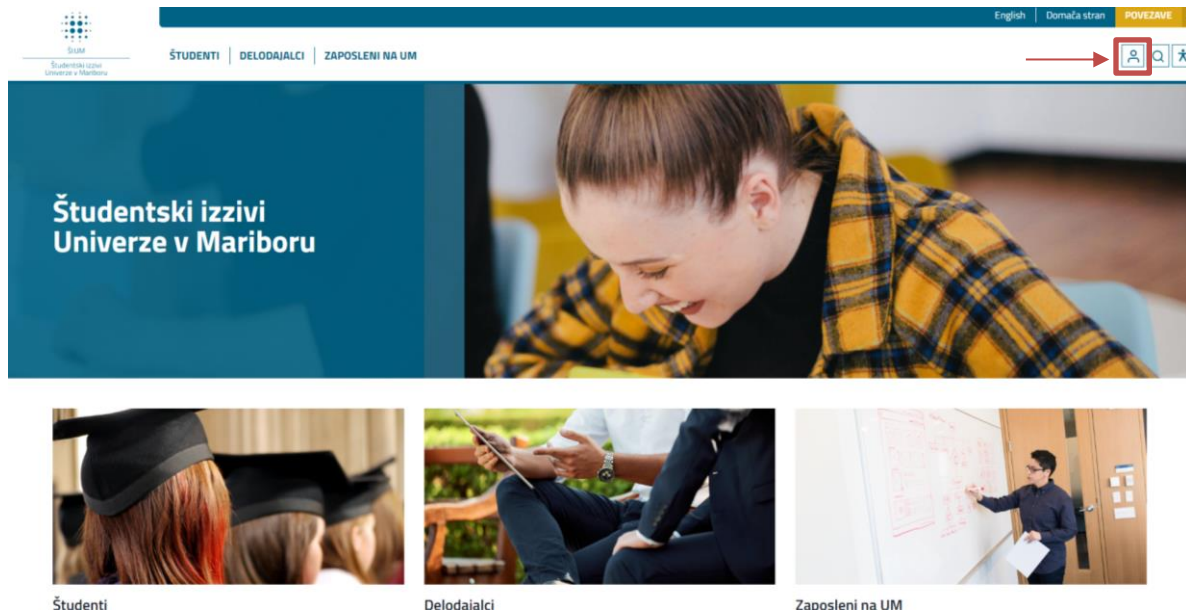 English
Domača stran
POVEZAVE
ŠIUM
Študentski izzivi
Univerze v Mariboru
ŠTUDENTI
DELODAJALCI
ZAPOSLENI NA UM
Študentski izzivi
Univerze v Mariboru
Študenti
Delodajalci
Zaposleni na UM